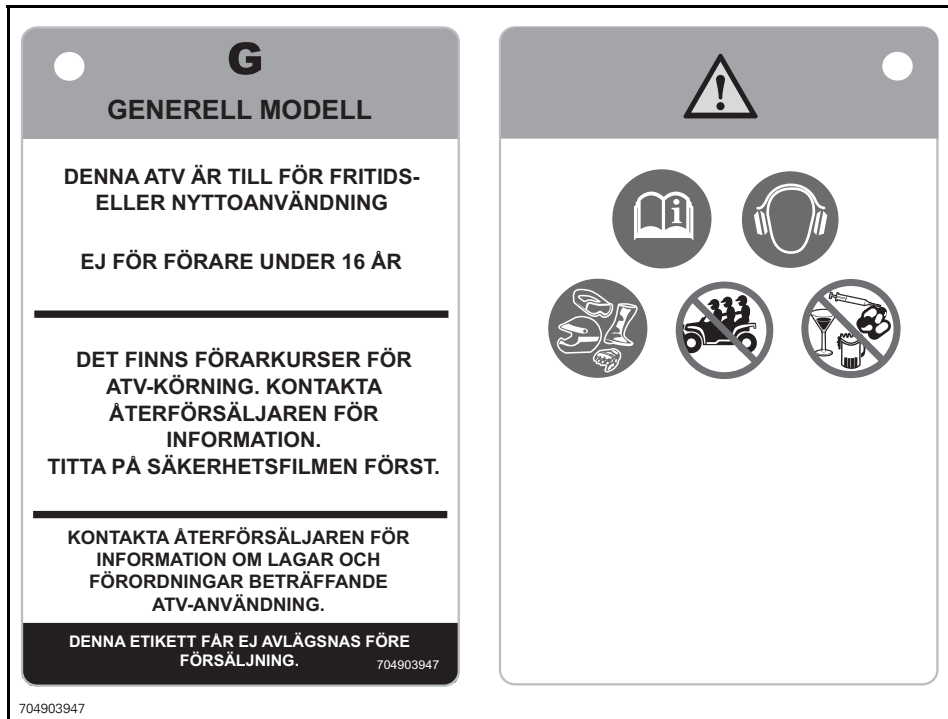 G
GENERELL MODELL
DENNA ATV ÄR TILL FÖR FRITIDS-
ELLER NYTTOANVÄNDNING
EJ FÖR FÖRARE UNDER 16 ÅR
DET FINNS FÖRARKURSER FÖR
ATV-KÖRNING. KONTAKTA
ÅTERFÖRSÄLJAREN FÖR
INFORMATION.
TITTA PÅ SÄKERHETSFILMEN FÖRST.
KONTAKTA ÅTERFÖRSÄLJAREN FÖR
INFORMATION OM LAGAR OCH
FÖRORDNINGAR BETRÄFFANDE
ATV-ANVÄNDNING.
DENNA ETIKETT FÅR EJ AVLÄGSNAS FÖRE
FÖRSÄLJNING. 704903947
704903947
!
i